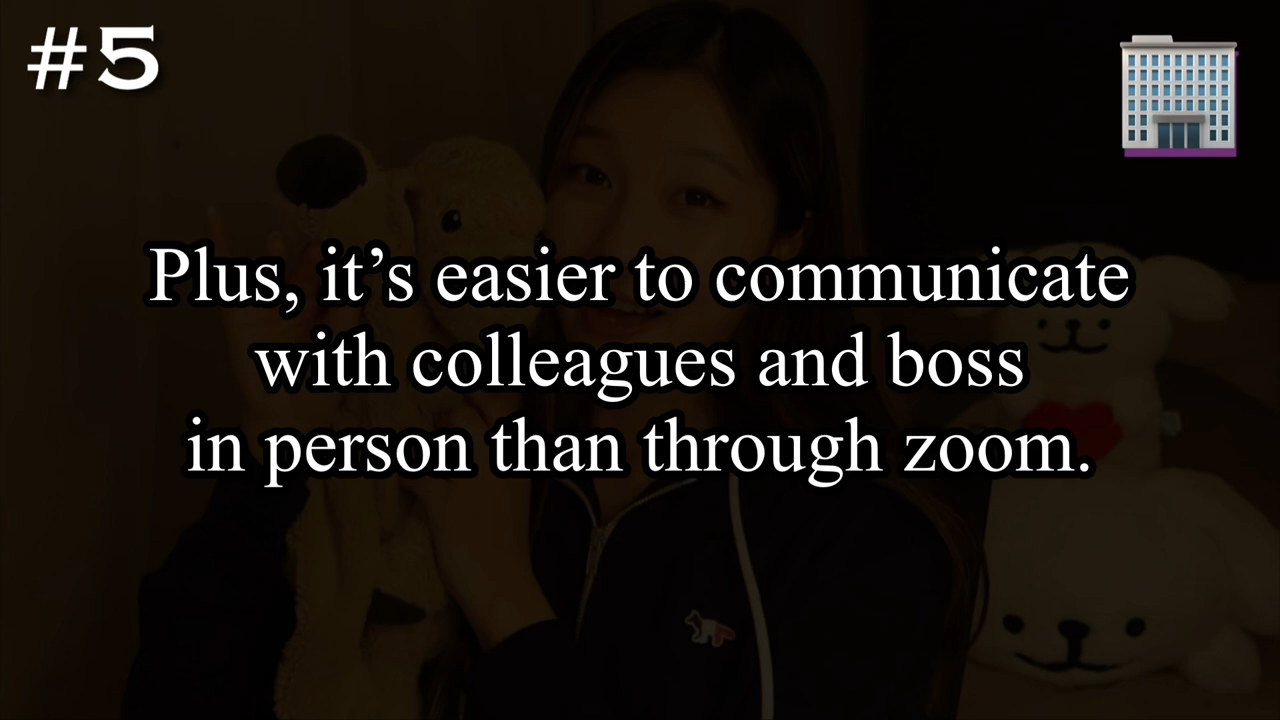 #5
Plus, it’s easier to communicate
with colleagues and boss
in person than through zoom.